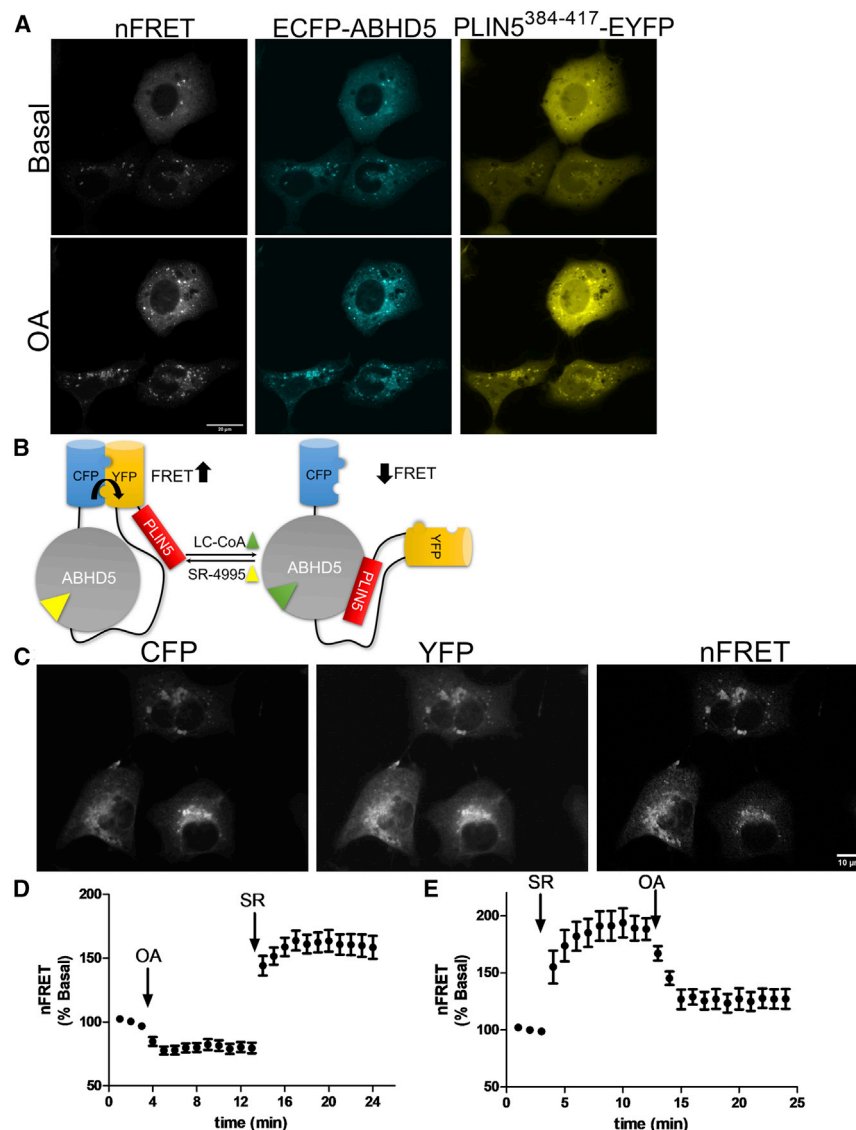 A
nFRET
ECFP-ABHD5
PLIN5384-417-EYFP
Basal
OA
20 µm
B
CFP
YFP
FRET
PLIN5
ABHD5
LC-CoA
SR-4995
CFP
FRET
ABHD5
PLIN5
YFP
C
CFP
YFP
nFRET
10 µm
D
nFRET
(% Basal)
200
150
100
50
OA
SR
0
4
8
12
16
20
24
time (min)
E
nFRET
(% Basal)
200
150
100
50
SR
OA
0
5
10
15
20
25
time (min)